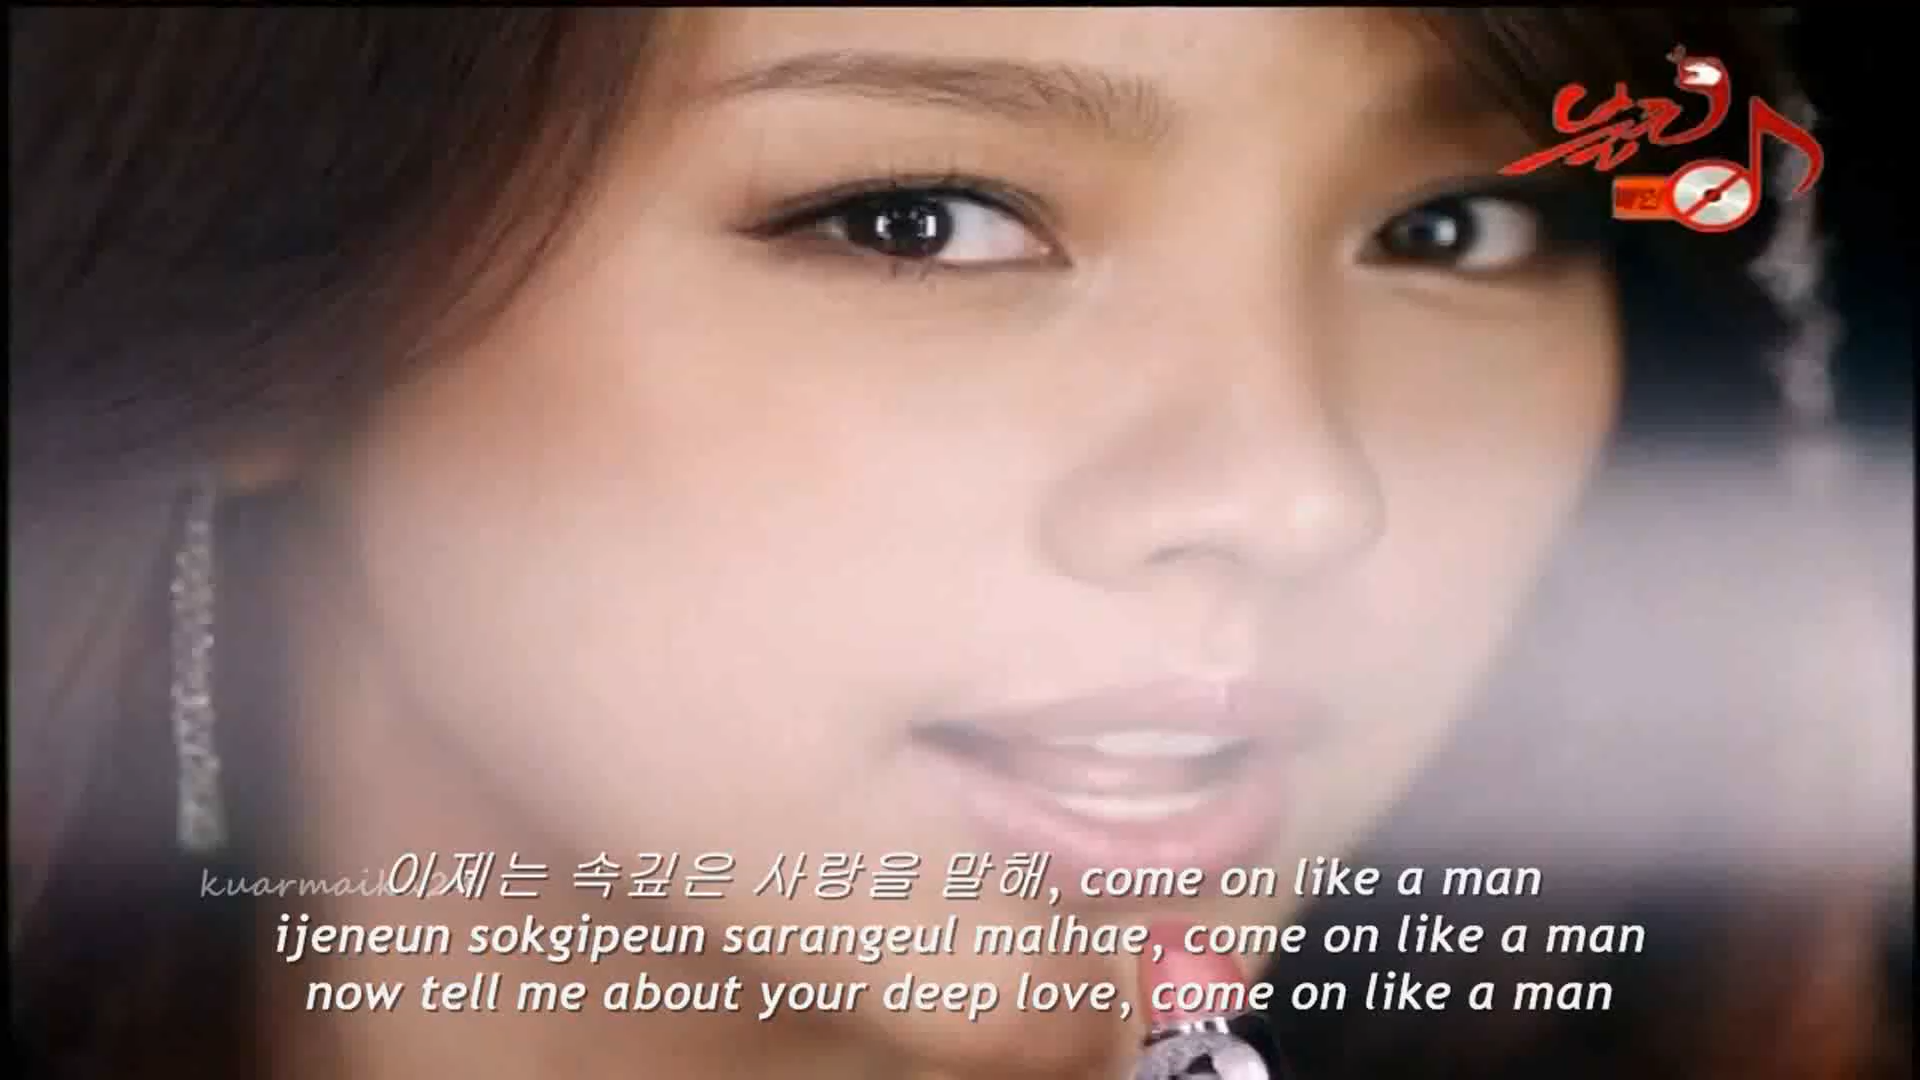 이제는 속깊은 사랑을 말해, come on like a man
ijeneun sokgipeun sarangeul malhae, come on like a man
now tell me about your deep love, come on like a man